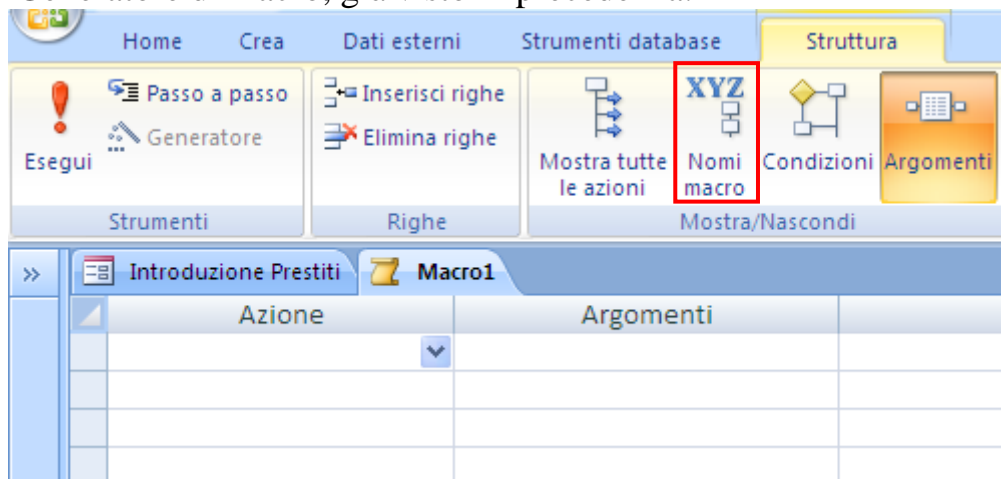 Home Crea Dati esterni Strumenti database Struttura
Esegui
Passo a passo
Generatore
Strumenti
Inserisci righe
Elimina righe
Righe
Mostra tutte
le azioni
XYZ
Nomi
macro
Condizioni
Argomenti
Mostra/Nascondi
» Introduzione Prestiti Macro1
Azione Argomenti